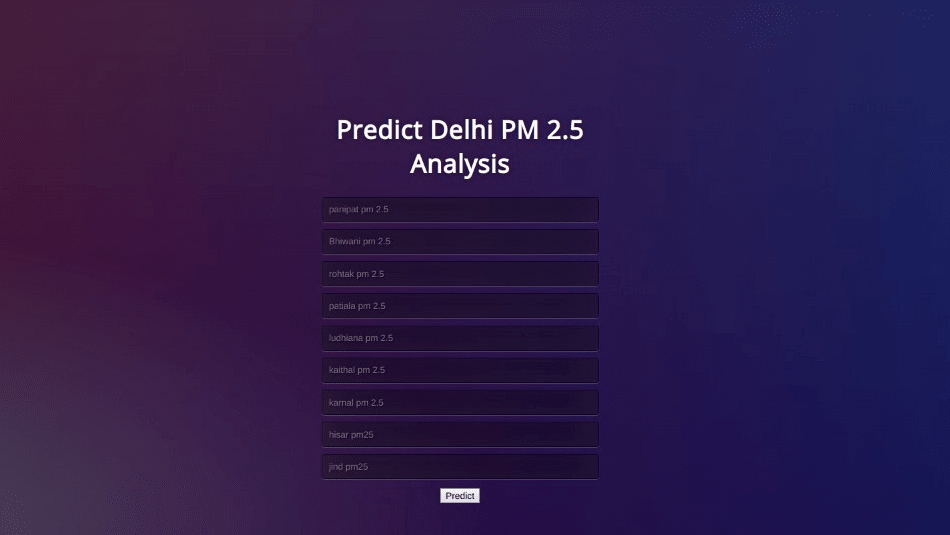 Predict Delhi PM 2.5
Analysis
panipat pm 2.5
Bhiwani pm 2.5
rohtak pm 2.5
patiala pm 2.5
ludhiana pm 2.5
kaithal pm 2.5
karnal pm 2.5
hisar pm25
jind pm25
Predict